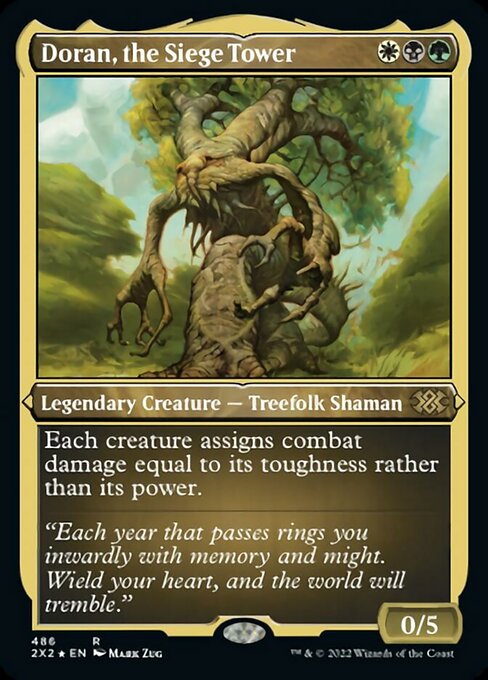 Doran, the Siege Tower
Legendary Creature — Treefolk Shaman
Each creature assigns combat
damage equal to its toughness rather
than its power.
“Each year that passes rings you
inwardly with memory and might.
Wield your heart, and the world will
tremble.”
0/5
486 R
2X2 ★ EN Mark Zug
™ & © 2022 Wizards of the Coast